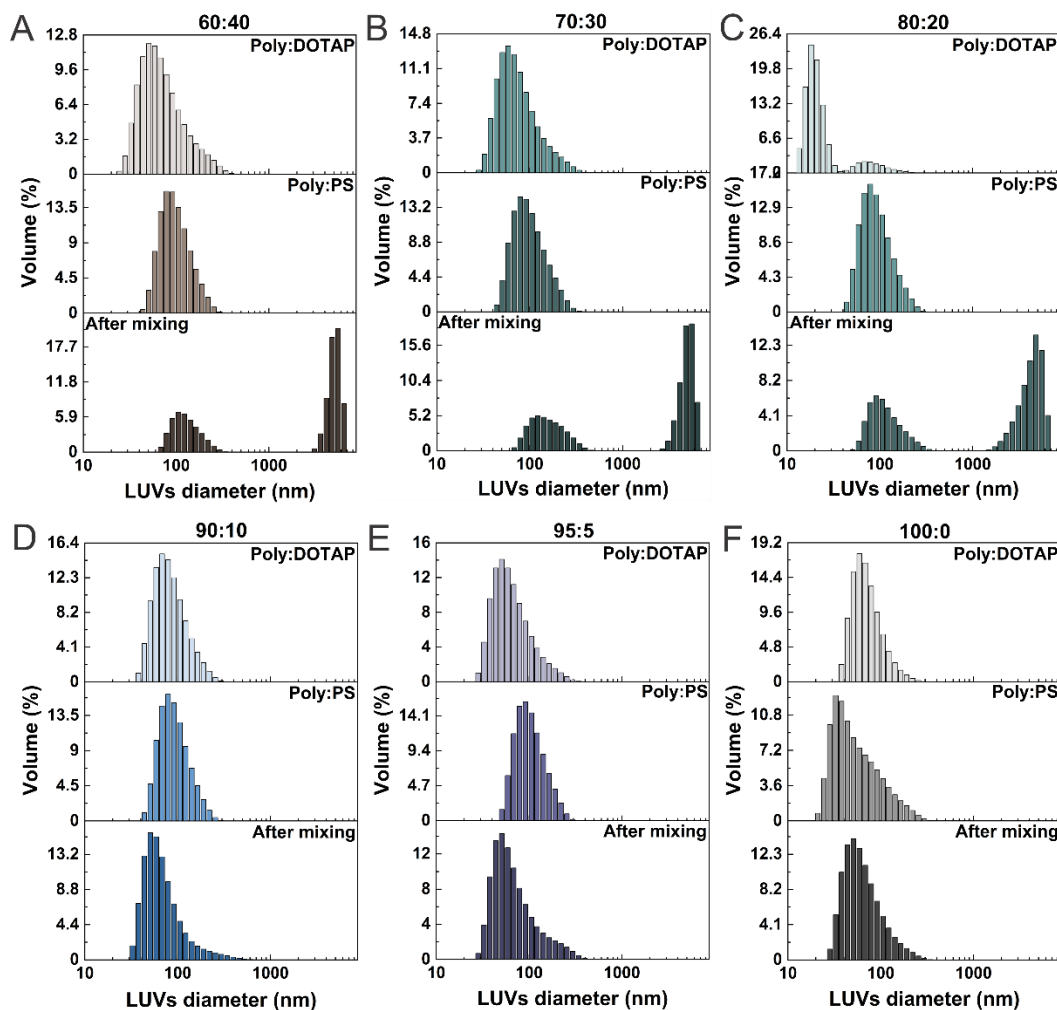 A
60:40
Poly:DOTAP
12.8
9.6
6.4
3.2
0
Poly:PS
13.5
9
4.5
0
After mixing
17.7
11.8
5.9
0
Volume (%)
10
100
1000
LUVs diameter (nm)
B
70:30
Poly:DOTAP
14.8
11.1
7.4
3.7
0
Poly:PS
13.2
8.8
4.4
0
After mixing
15.6
10.4
5.2
0
Volume (%)
10
100
1000
LUVs diameter (nm)
C
80:20
Poly:DOTAP
26.4
19.8
13.2
6.6
Poly:PS
12.9
8.6
4.3
0
After mixing
12.3
8.2
4.1
0
Volume (%)
10
100
1000
LUVs diameter (nm)
D
90:10
Poly:DOTAP
16.4
12.3
8.2
4.1
0
Poly:PS
13.5
9
4.5
0
After mixing
13.2
8.8
4.4
0
Volume (%)
10
100
1000
LUVs diameter (nm)
E
95:5
Poly:DOTAP
16
12
8
4
0
Poly:PS
14.1
9.4
4.7
0
After mixing
12
8
4
0
Volume (%)
10
100
1000
LUVs diameter (nm)
F
100:0
Poly:DOTAP
19.2
14.4
9.6
4.8
0
Poly:PS
10.8
7.2
3.6
0
After mixing
12.3
8.2
4.1
0
Volume (%)
10
100
1000
LUVs diameter (nm)